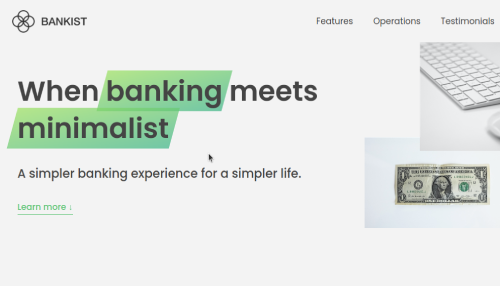 BANKIST
Features Operations Testimonials
When banking meets
minimalist
A simpler banking experience for a simpler life.
Learn more ↓